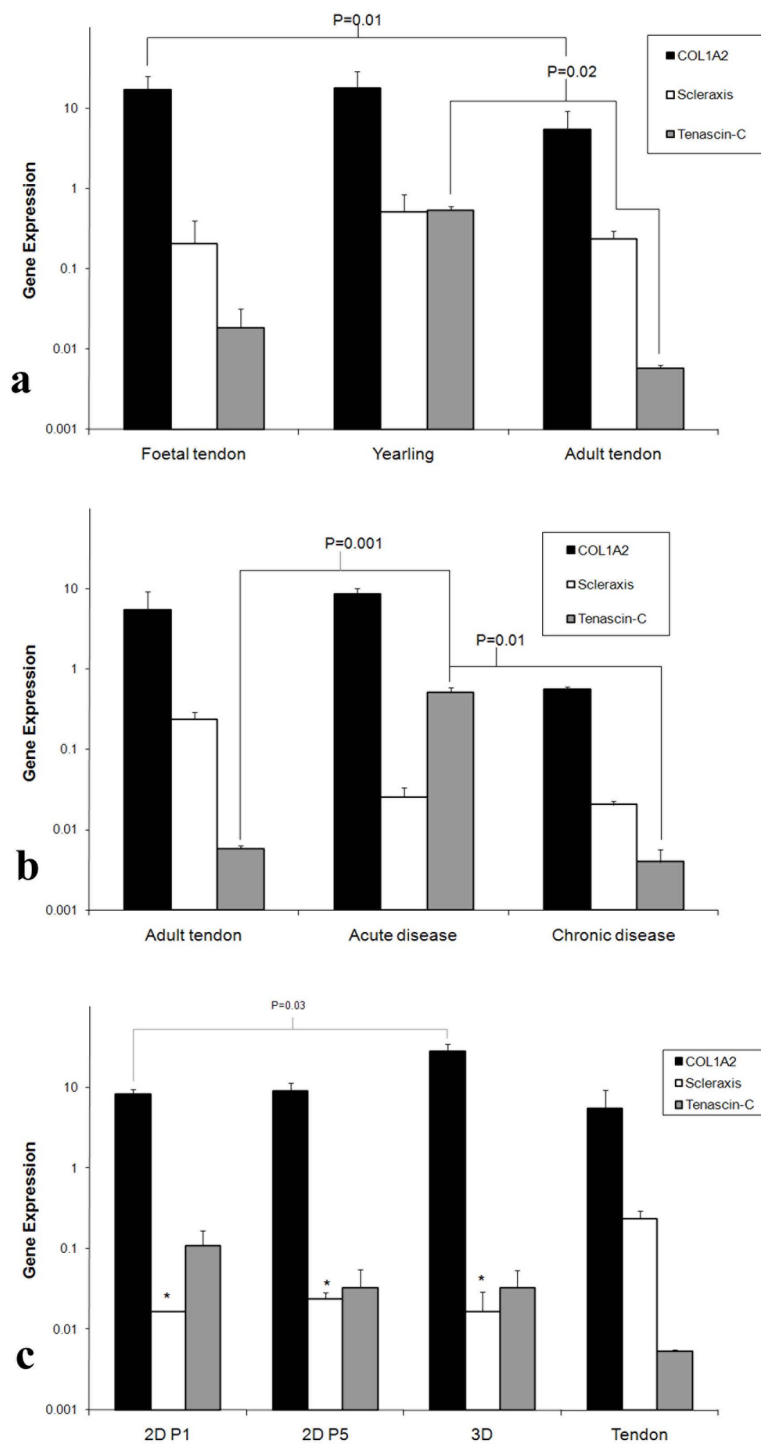 P=0.01
COL1A2
P=0.02
Scleraxis
Tenascin-C
10
1
0.1
0.01
0.001
Gene Expression
a
Foetal tendon Yearling Adult tendon
P=0.001
COL1A2
Scleraxis
Tenascin-C
P=0.01
10
1
0.1
0.01
0.001
Gene Expression
b
Adult tendon Acute disease Chronic disease
P=0.03
COL1A2
Scleraxis
Tenascin-C
10
1
0.1
0.01
0.001
Gene Expression
* * *
c
2D P1 2D P5 3D Tendon